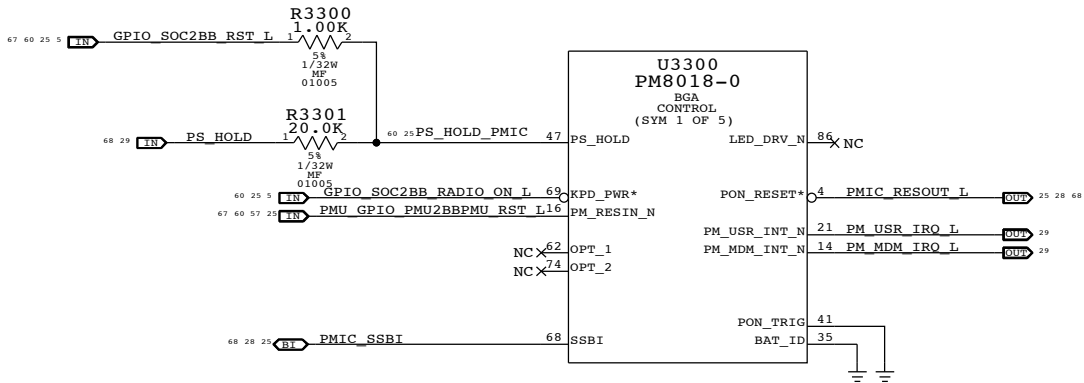 R3300
1.00K
67 60 25 5 IN GPIO_SOC2BB_RST_L 1 2
5%
1/32W
MF
01005
U3300
PM8018-0
BGA
CONTROL
(SYM 1 OF 5)
R3301
20.0K
68 29 IN PS_HOLD 1 2
60 25 PS_HOLD_PMIC 47 PS_HOLD
LED_DRV_N 86 NC
5%
1/32W
MF
01005
60 25 5 IN GPIO_SOC2BB_RADIO_ON_L 69 KPD_PWR*
PON_RESET* 4 PMIC_RESOUT_L OUT 25 28 68
67 60 57 25 IN PMU_GPIO_PMU2BBPMU_RST_L 16 PM_RESIN_N
PM_USR_INT_N 21 PM_USR_IRQ_L OUT 29
NC 62 OPT_1
PM_MDM_INT_N 14 PM_MDM_IRQ_L OUT 29
NC 74 OPT_2
PON_TRIG 41
68 28 25 BI PMIC_SSBI 68 SSBI
BAT_ID 35